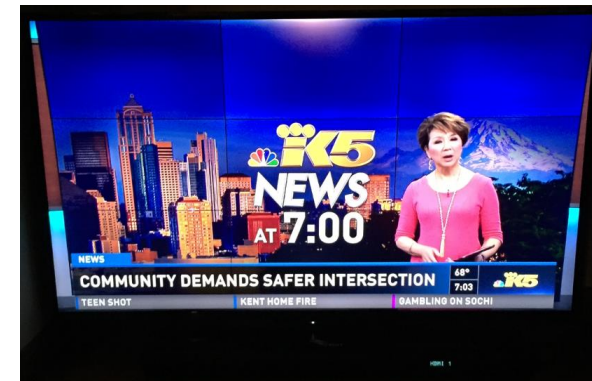 K5
NEWS
AT 7:00
NEWS
COMMUNITY DEMANDS SAFER INTERSECTION
68°
7:03
K5
TEEN SHOT
KENT HOME FIRE
GAMBLING ON SOCHI
HDMI 1